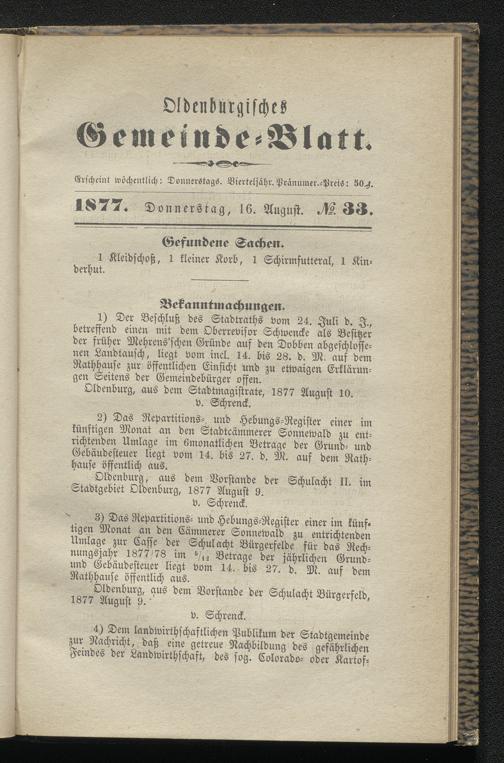 Oldenburgisches
Gemeinde-Blatt.
Erscheint wöchentlich: Donnerstags. Vierteljähr. Pränumer.-Preis: 50 ₰.
1877. Donnerstag, 16. August. № 33.
Gefundene Sachen.
1 Kleidschoß, 1 kleiner Korb, 1 Schirmfutteral, 1 Kin-
derhut.
Bekanntmachungen.
1) Der Beschluß des Stadtraths vom 24. Juli d. J.,
betreffend einen mit dem Oberrevisor Schwencke als Besitzer
der früher Mehrens'schen Gründe auf den Dobben abgeschlosse-
nen Landtausch, liegt vom incl. 14. bis 28. d. M. auf dem
Rathhause zur öffentlichen Einsicht und zu etwaigen Erklärun-
gen Seitens der Gemeindebürger offen.
Oldenburg, aus dem Stadtmagistrate, 1877 August 10.
v. Schrenck.
2) Das Repartitions- und Hebungs-Register einer im
künftigen Monat an den Stadtcämmerer Sonnewald zu ent-
richtenden Umlage im 6monatlichen Betrage der Grund- und
Gebäudesteuer liegt vom 14. bis 27. d. M. auf dem Rath-
hause öffentlich aus.
Oldenburg, aus dem Vorstande der Schulacht II. im
Stadtgebiet Oldenburg, 1877 August 9.
v. Schrenck.
3) Das Repartitions- und Hebungs-Register einer im künf-
tigen Monat an den Cämmerer Sonnewald zu entrichtenden
Umlage zur Casse der Schulacht Bürgerfelde für das Rech-
nungsjahr 1877/78 im Betrage der jährlichen Grund-
und Gebäudesteuer liegt vom 14. bis 27. d. M. auf dem
Rathhause öffentlich aus.
Oldenburg, aus dem Vorstande der Schulacht Bürgerfeld,
1877 August 9.
v. Schrenck.
4) Dem landwirthschaftlichen Publikum der Stadtgemeinde
zur Nachricht, daß eine getreue Nachbildung des gefährlichen
Feindes der Landwirthschaft, des sog. Colorado- oder Kartof-